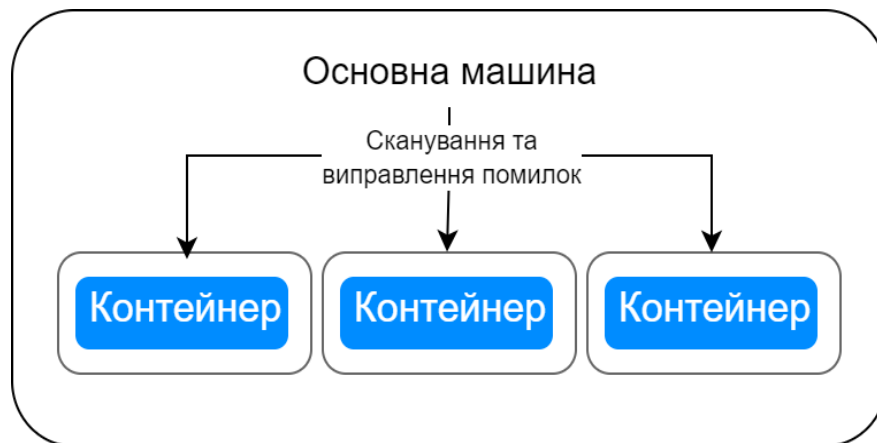 Основна машина
Сканування та
виправлення помилок
Контейнер
Контейнер
Контейнер